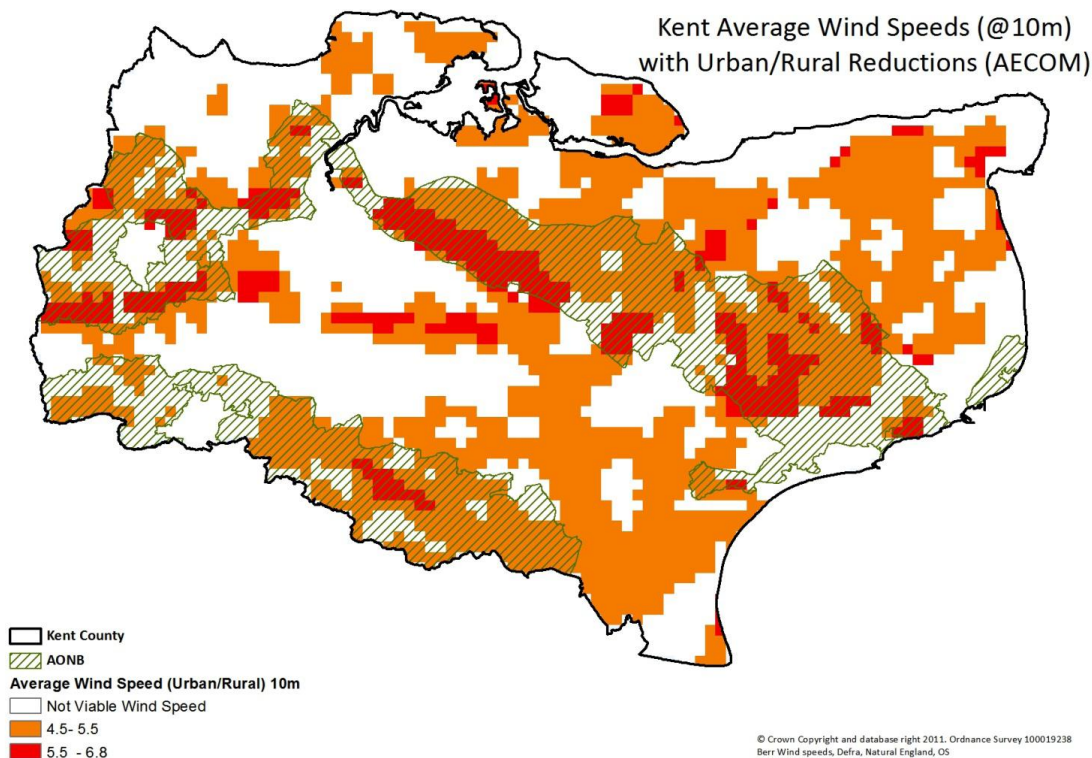 Kent Average Wind Speeds (@10m)
with Urban/Rural Reductions (AECOM)
Kent County
AONB
Average Wind Speed (Urban/Rural) 10m
Not Viable Wind Speed
4.5- 5.5
5.5 - 6.8
© Crown Copyright and database right 2011. Ordnance Survey 100019238
Berr Wind speeds, Defra, Natural England, OS